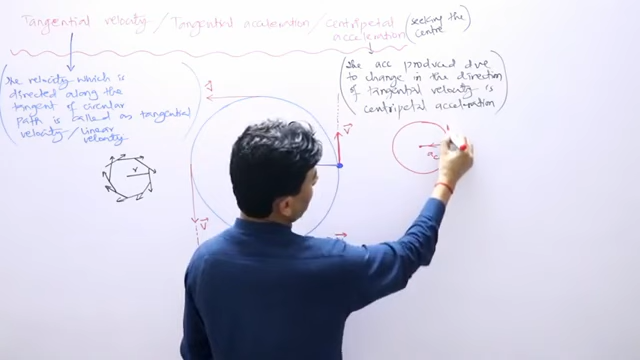 Tangential velocity / Tangential acceleration / centripetal
acceleration (seeking the
centre)
The velocity which is
directed along the
tangent of circular
path is called as tangential
velocity / linear
velocity
r
The acc produced due
to change in the direction
of tangential velocity is
centripetal acceleration
v
v
v
ac